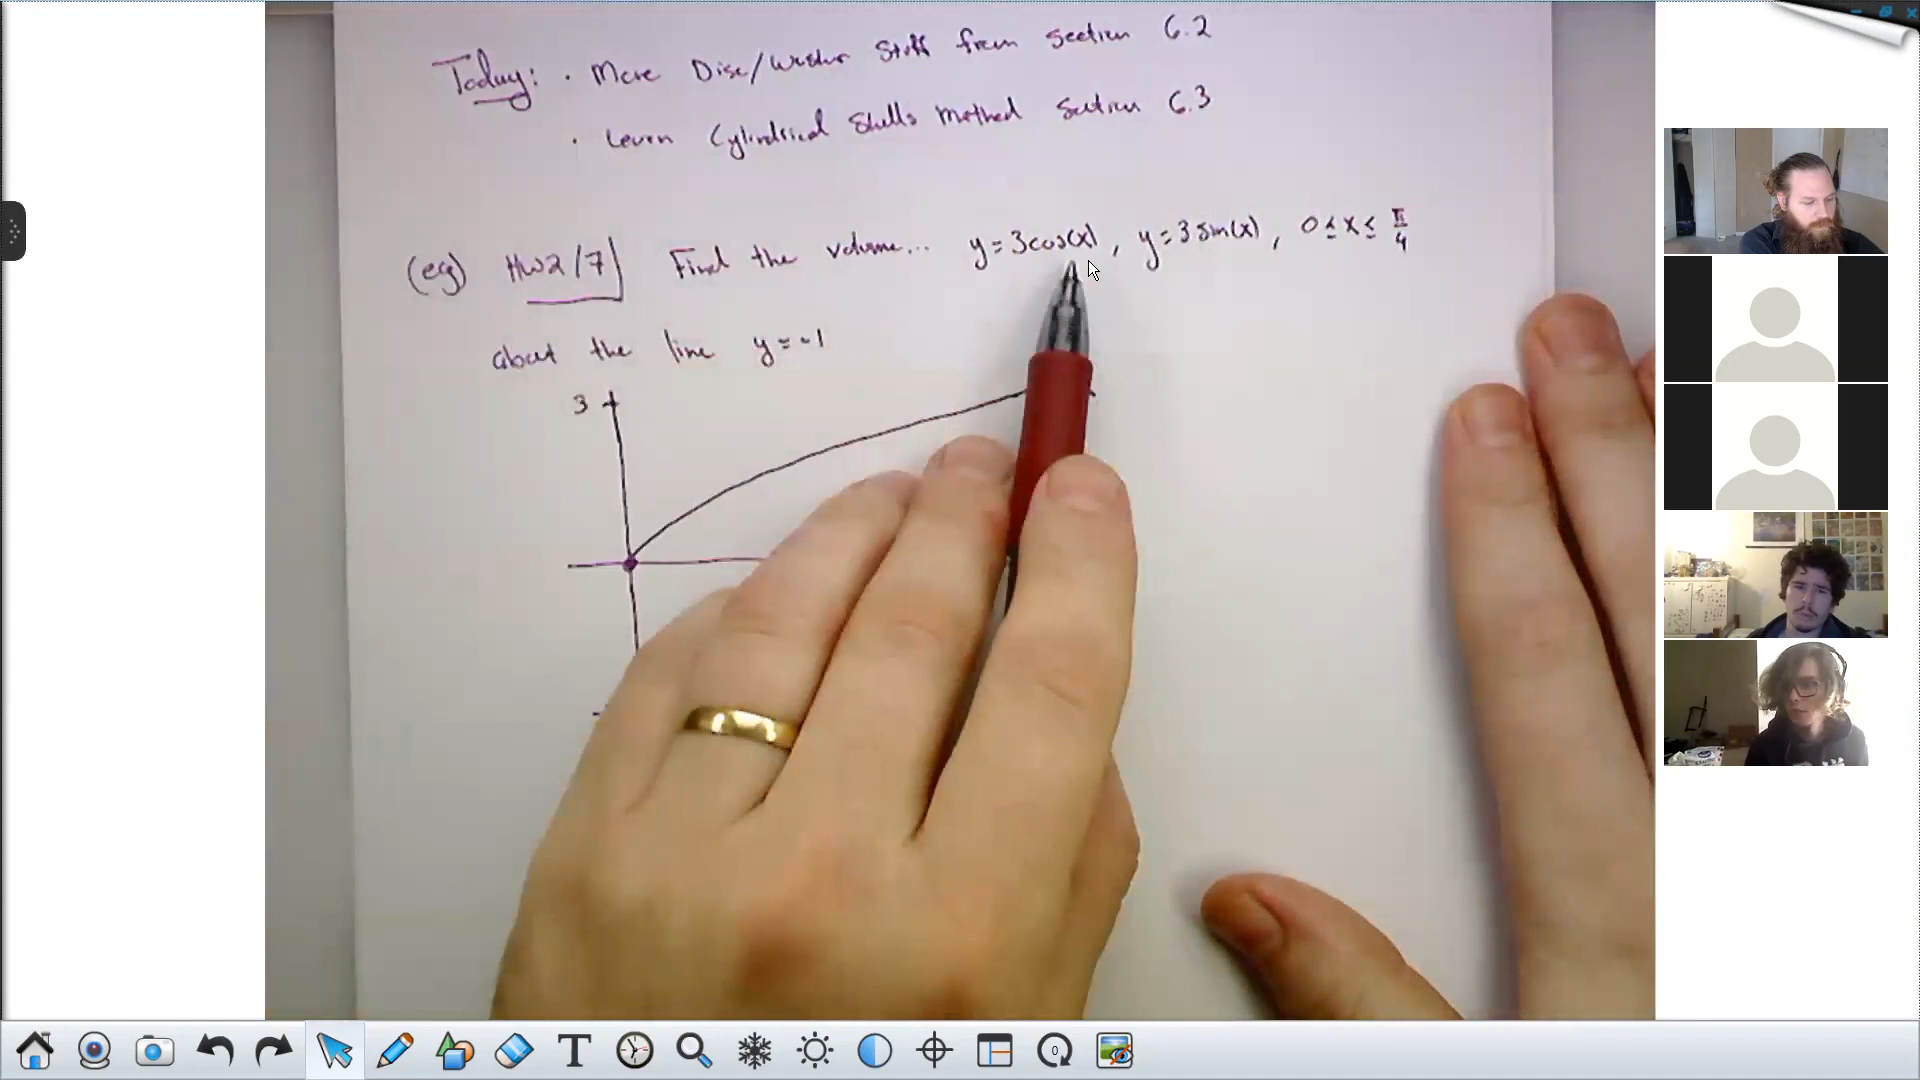 Today: · More Disc/Washer Stuff from Section 6.2
· Learn Cylindrical Shells Method Section 6.3
(eg) HW2/7] Find the volume... y=3cos(x), y=3sin(x), 0≤x≤π/4
about the line y=-1
3
T
0